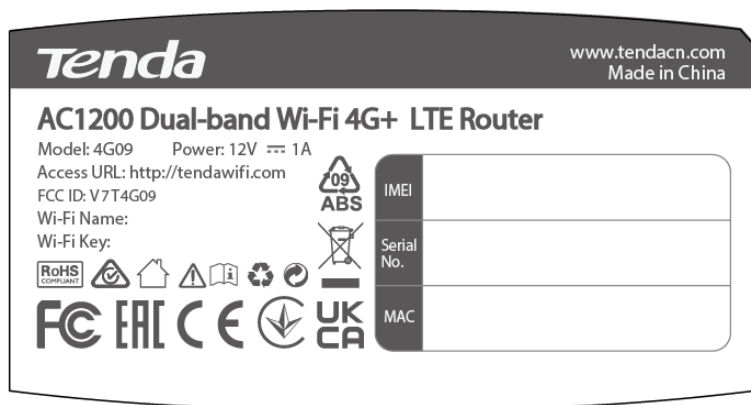 Tenda
www.tendacn.com
Made in China
AC1200 Dual-band Wi-Fi 4G+ LTE Router
Model: 4G09 Power: 12V ⎓ 1A
Access URL: http://tendawifi.com
FCC ID: V7T4G09
Wi-Fi Name:
Wi-Fi Key:
09
ABS
RoHS
COMPLIANT
FC EAC CE UK
CA
IMEI
Serial
No.
MAC